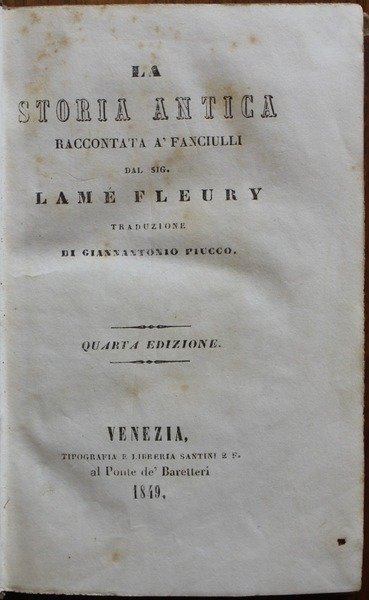 LA
STORIA ANTICA
RACCONTATA A' FANCIULLI
DAL SIG.
LAMÉ FLEURY
TRADUZIONE
DI GIANNANTONIO PIUCCO.
QUARTA EDIZIONE.
VENEZIA,
TIPOGRAFIA E LIBRERIA SANTINI E F.
al Ponte de' Baretteri
1849.